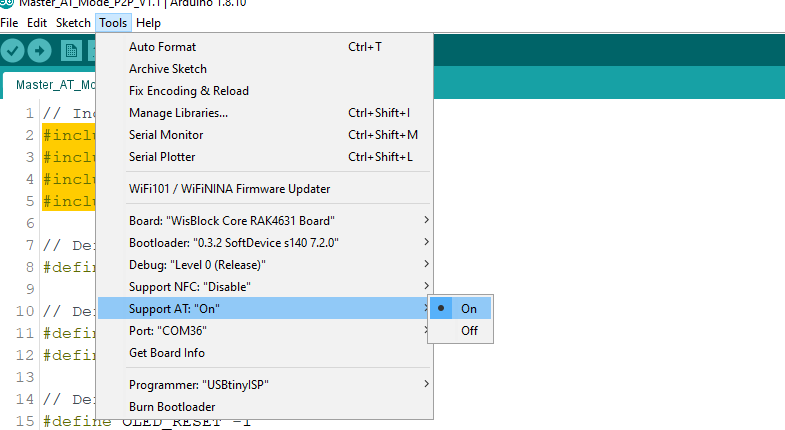 Master_AT_Mode_P2P_V1.1 | Arduino 1.8.10
File Edit Sketch Tools Help
Master_AT_Mo
Auto Format Ctrl+T
Archive Sketch
Fix Encoding & Reload
Manage Libraries... Ctrl+Shift+I
Serial Monitor Ctrl+Shift+M
Serial Plotter Ctrl+Shift+L
WiFi101 / WiFiNINA Firmware Updater
Board: "WisBlock Core RAK4631 Board"
Bootloader: "0.3.2 SoftDevice s140 7.2.0"
Debug: "Level 0 (Release)"
Support NFC: "Disable"
Support AT: "On"
Port: "COM36"
Get Board Info
Programmer: "USBtinyISP"
Burn Bootloader
On
Off
1 // Inc
2 #inclu
3 #inclu
4 #inclu
5 #inclu
6
7 // De
8 #defin
9
10 // De
11 #defin
12 #defin
13
14 // De
15 #define OLED_RESET -1